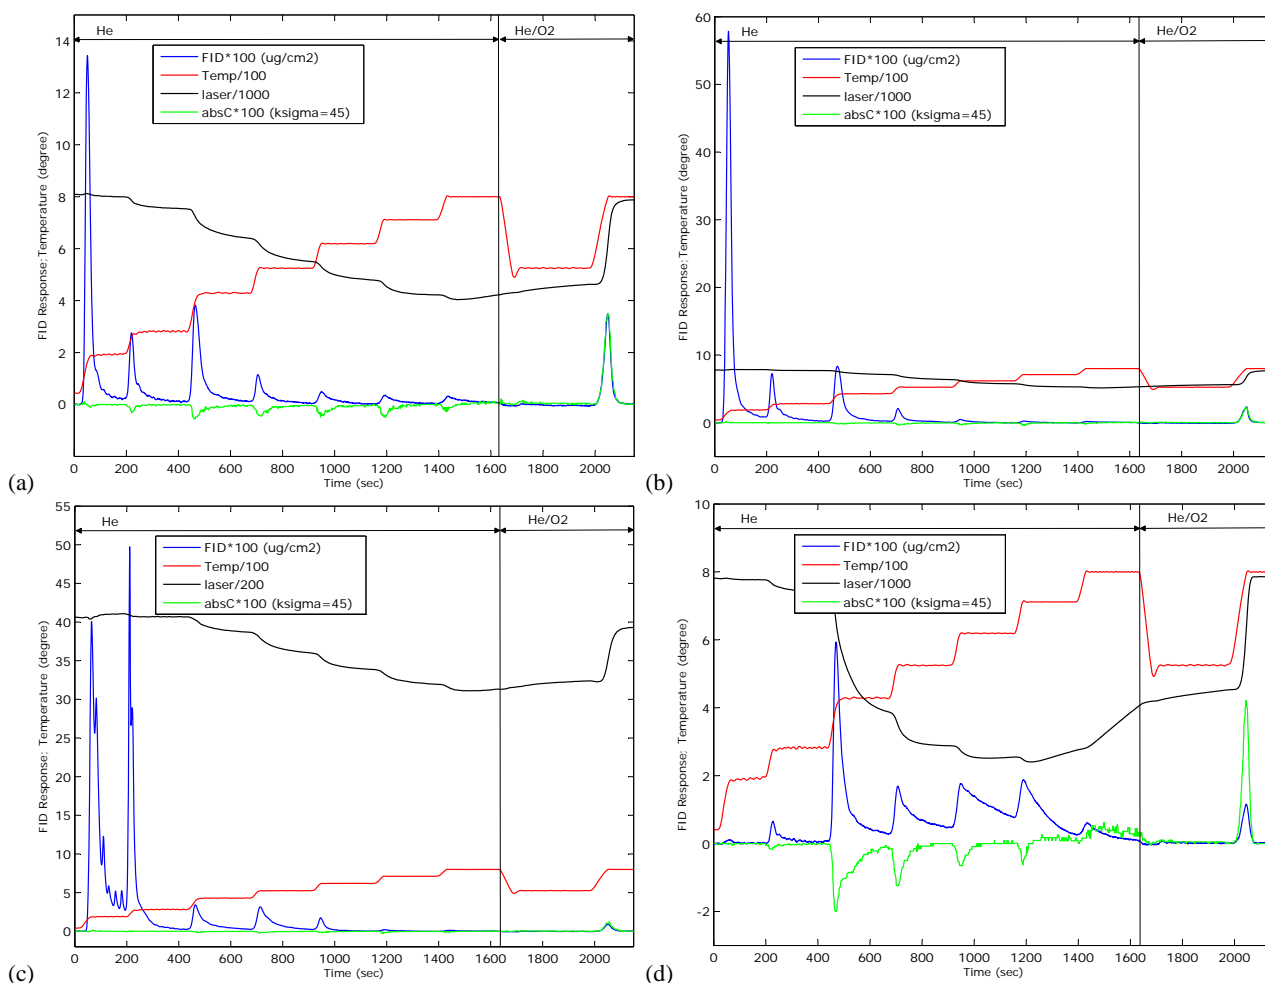 He
He/O2
FID*100 (ug/cm2)
Temp/100
laser/1000
absC*100 (ksigma=45)
FID Response;Temperature (degree)
14
12
10
8
6
4
2
0
0 200 400 600 800 1000 1200 1400 1600 1800 2000
Time (sec)
(a)
He
He/O2
FID*100 (ug/cm2)
Temp/100
laser/1000
absC*100 (ksigma=45)
FID Response;Temperature (degree)
60
50
40
30
20
10
0
0 200 400 600 800 1000 1200 1400 1600 1800 2000
Time (sec)
(b)
He
He/O2
FID*100 (ug/cm2)
Temp/100
laser/200
absC*100 (ksigma=45)
FID Response; Temperature (degree)
55
50
45
40
35
30
25
20
15
10
5
0
0 200 400 600 800 1000 1200 1400 1600 1800 2000
Time (sec)
(c)
He
He/O2
FID*100 (ug/cm2)
Temp/100
laser/1000
absC*100 (ksigma=45)
FID Response; Temperature (degree)
10
8
6
4
2
0
-2
0 200 400 600 800 1000 1200 1400 1600 1800 2000
Time (sec)
(d)